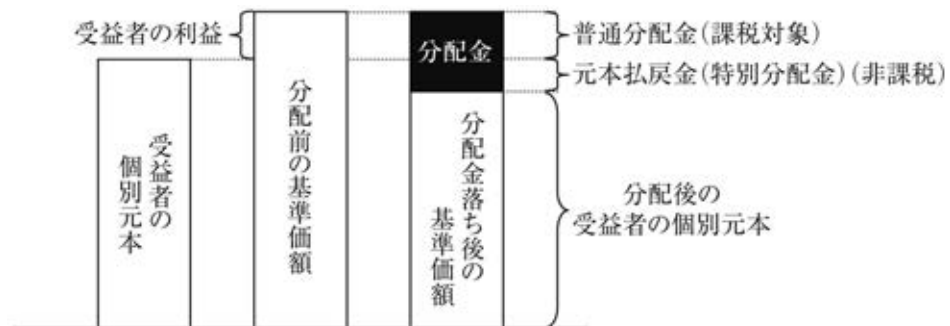 受益者の利益
受益者の
個別元本
分配前の基準価額
分配金
分配金落ち後の
基準価額
普通分配金(課税対象)
元本払戻金(特別分配金)(非課税)
分配後の
受益者の個別元本